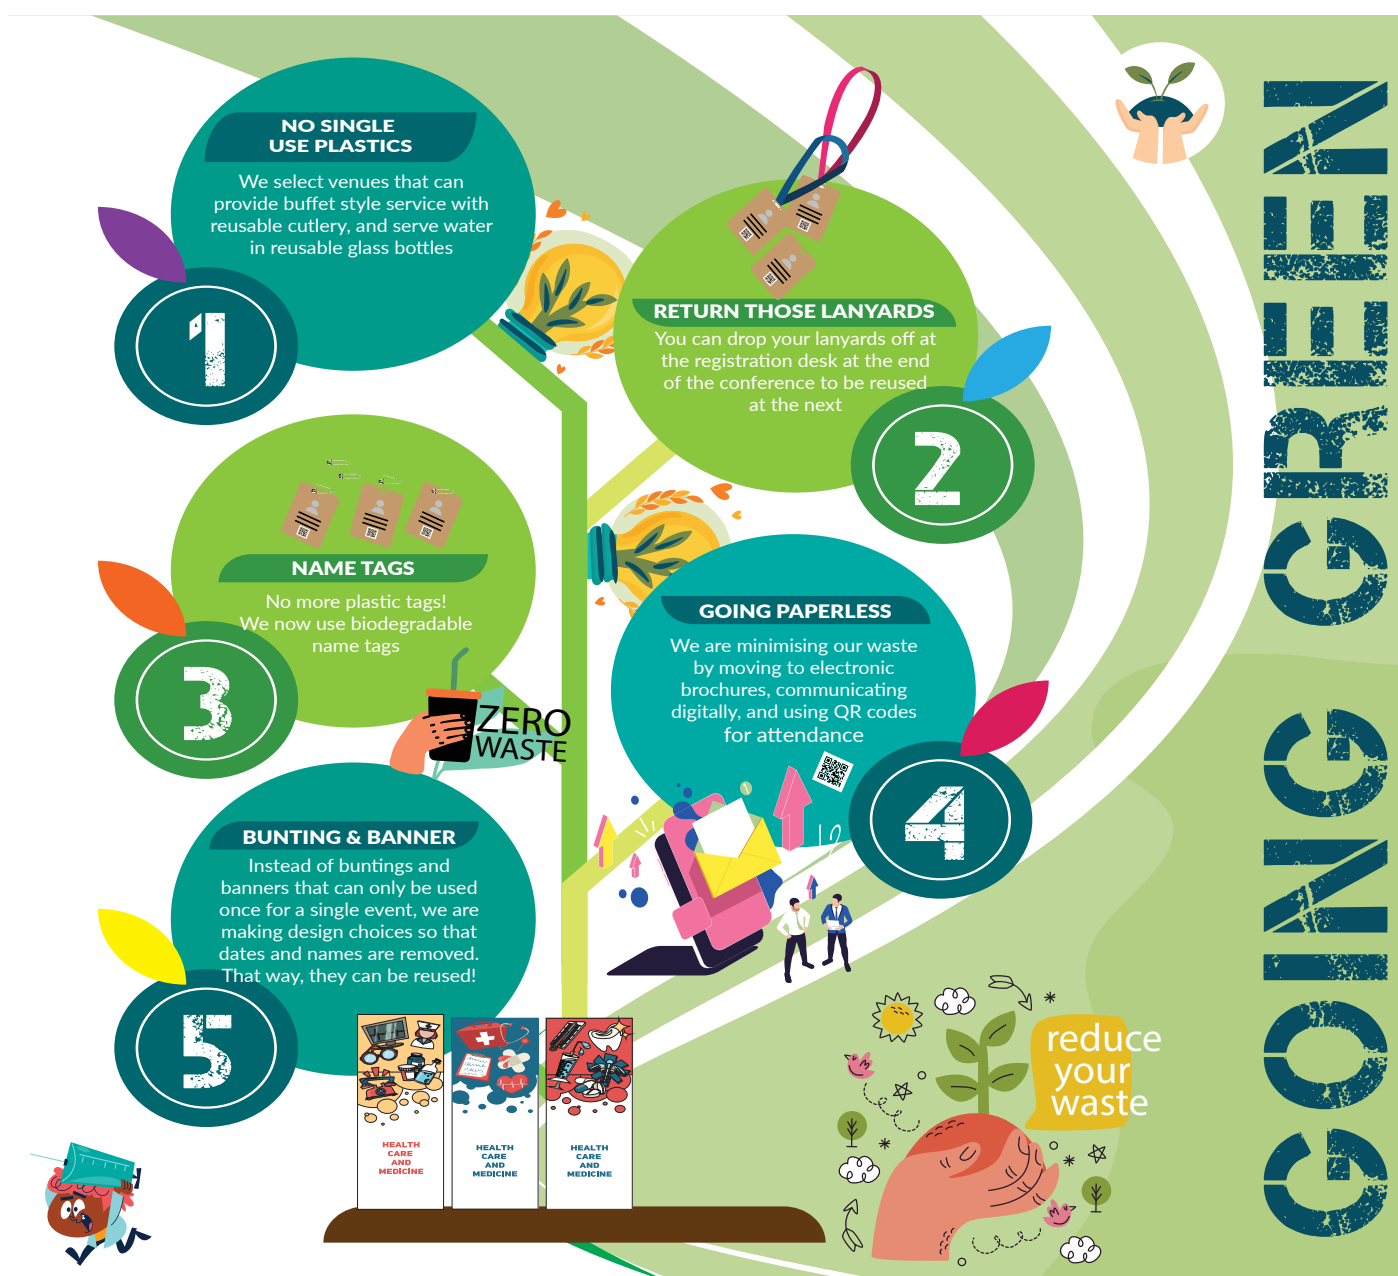 NO SINGLE
USE PLASTICS
We select venues that can
provide buffet style service with
reusable cutlery, and serve water
in reusable glass bottles
1
RETURN THOSE LANYARDS
You can drop your lanyards off at
the registration desk at the end
of the conference to be reused
at the next
2
NAME TAGS
No more plastic tags!
We now use biodegradable
name tags
3
ZERO
WASTE
GOING PAPERLESS
We are minimising our waste
by moving to electronic
brochures, communicating
digitally, and using QR codes
for attendance
4
BUNTING & BANNER
Instead of buntings and
banners that can only be used
once for a single event, we are
making design choices so that
dates and names are removed.
That way, they can be reused!
5
HEALTH
CARE
AND
MEDICINE
HEALTH
CARE
AND
MEDICINE
HEALTH
CARE
AND
MEDICINE
reduce
your
waste
GOING GREEN